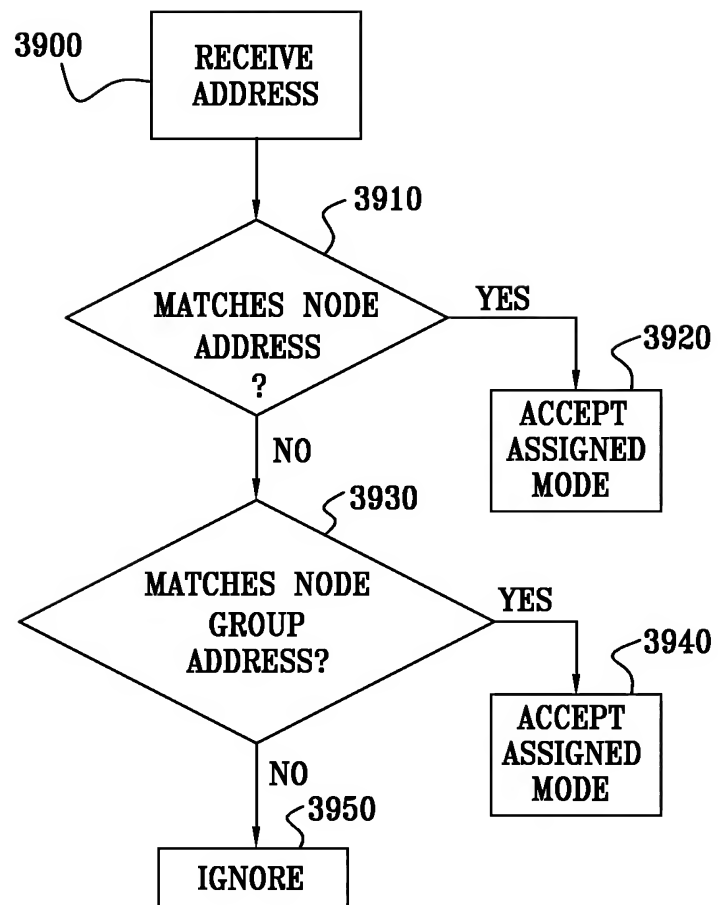 3900
RECEIVE
ADDRESS
3910
MATCHES NODE
ADDRESS
?
YES
3920
ACCEPT
ASSIGNED
MODE
NO
3930
MATCHES NODE
GROUP
ADDRESS?
YES
3940
ACCEPT
ASSIGNED
MODE
NO
3950
IGNORE